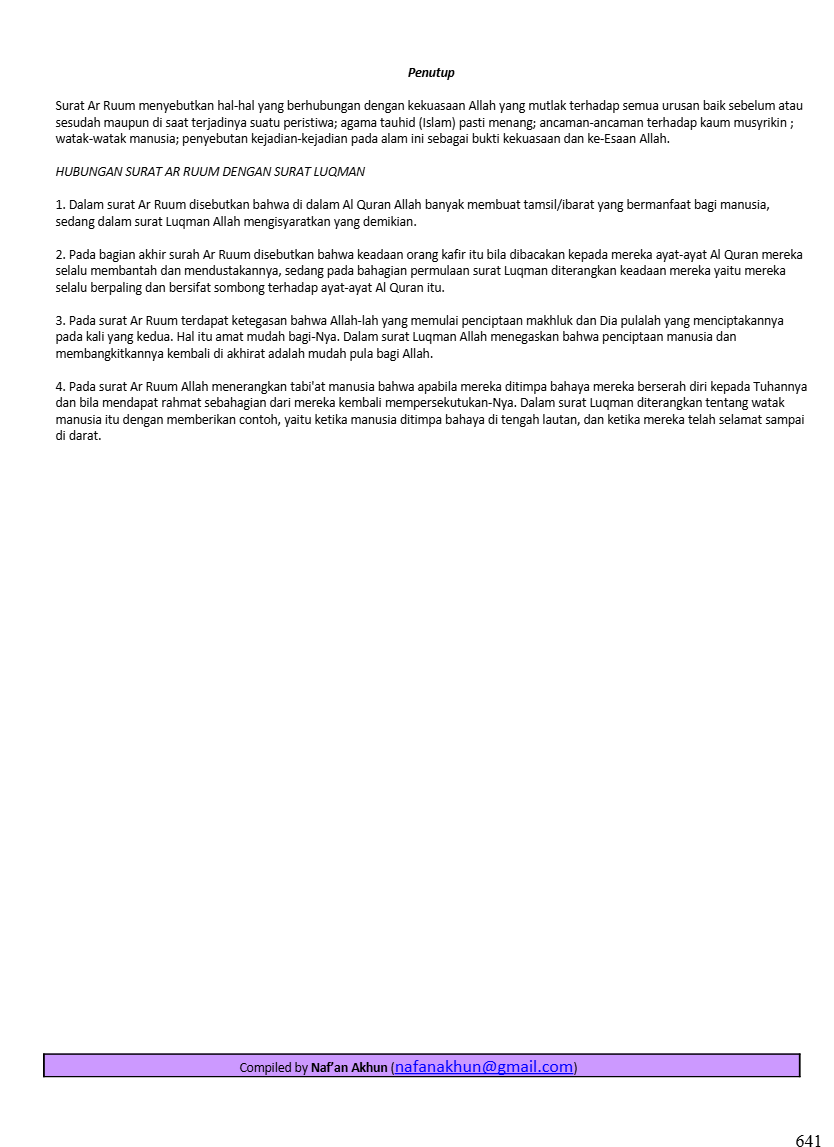 Penutup
Surat Ar Ruum menyebutkan hal-hal yang berhubungan dengan kekuasaan Allah yang mutlak terhadap semua urusan baik sebelum atau
sesudah maupun di saat terjadinya suatu peristiwa; agama tauhid (Islam) pasti menang; ancaman-ancaman terhadap kaum musyrikin ;
watak-watak manusia; penyebutan kejadian-kejadian pada alam ini sebagai bukti kekuasaan dan ke-Esaan Allah.
HUBUNGAN SURAT AR RUUM DENGAN SURAT LUQMAN
1. Dalam surat Ar Ruum disebutkan bahwa di dalam Al Quran Allah banyak membuat tamsil/ibarat yang bermanfaat bagi manusia,
sedang dalam surat Luqman Allah mengisyaratkan yang demikian.
2. Pada bagian akhir surah Ar Ruum disebutkan bahwa keadaan orang kafir itu bila dibacakan kepada mereka ayat-ayat Al Quran mereka
selalu membantah dan mendustakannya, sedang pada bahagian permulaan surat Luqman diterangkan keadaan mereka yaitu mereka
selalu berpaling dan bersifat sombong terhadap ayat-ayat Al Quran itu.
3. Pada surat Ar Ruum terdapat ketegasan bahwa Allah-lah yang memulai penciptaan makhluk dan Dia pulalah yang menciptakannya
pada kali yang kedua. Hal itu amat mudah bagi-Nya. Dalam surat Luqman Allah menegaskan bahwa penciptaan manusia dan
membangkitkannya kembali di akhirat adalah mudah pula bagi Allah.
4. Pada surat Ar Ruum Allah menerangkan tabi'at manusia bahwa apabila mereka ditimpa bahaya mereka berserah diri kepada Tuhannya
dan bila mendapat rahmat sebahagian dari mereka kembali mempersekutukan-Nya. Dalam surat Luqman diterangkan tentang watak
manusia itu dengan memberikan contoh, yaitu ketika manusia ditimpa bahaya di tengah lautan, dan ketika mereka telah selamat sampai
di darat.
Compiled by Naf’an Akhun (nafanakhun@gmail.com)
641